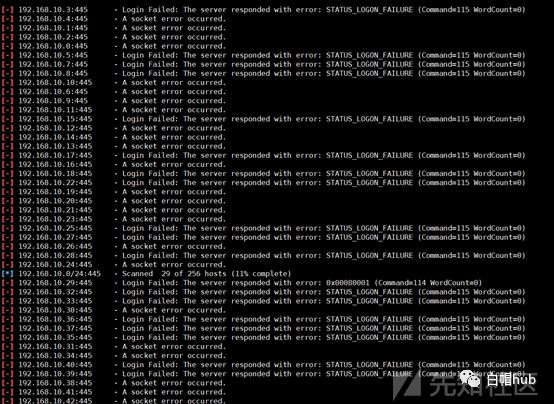 [-] 192.168.10.3:445 - Login Failed: The server responded with error: STATUS_LOGON_FAILURE (Command=115 WordCount=0)
[-] 192.168.10.4:445 - A socket error occurred.
[-] 192.168.10.1:445 - A socket error occurred.
[-] 192.168.10.2:445 - A socket error occurred.
[-] 192.168.10.0:445 - A socket error occurred.
[-] 192.168.10.5:445 - Login Failed: The server responded with error: STATUS_LOGON_FAILURE (Command=115 WordCount=0)
[-] 192.168.10.7:445 - Login Failed: The server responded with error: STATUS_LOGON_FAILURE (Command=115 WordCount=0)
[-] 192.168.10.8:445 - Login Failed: The server responded with error: STATUS_LOGON_FAILURE (Command=115 WordCount=0)
[-] 192.168.10.10:445 - A socket error occurred.
[-] 192.168.10.6:445 - A socket error occurred.
[-] 192.168.10.9:445 - A socket error occurred.
[-] 192.168.10.11:445 - A socket error occurred.
[-] 192.168.10.15:445 - Login Failed: The server responded with error: STATUS_LOGON_FAILURE (Command=115 WordCount=0)
[-] 192.168.10.12:445 - A socket error occurred.
[-] 192.168.10.14:445 - A socket error occurred.
[-] 192.168.10.13:445 - A socket error occurred.
[-] 192.168.10.17:445 - Login Failed: The server responded with error: STATUS_LOGON_FAILURE (Command=115 WordCount=0)
[-] 192.168.10.16:445 - A socket error occurred.
[-] 192.168.10.18:445 - Login Failed: The server responded with error: STATUS_LOGON_FAILURE (Command=115 WordCount=0)
[-] 192.168.10.22:445 - Login Failed: The server responded with error: STATUS_LOGON_FAILURE (Command=115 WordCount=0)
[-] 192.168.10.19:445 - A socket error occurred.
[-] 192.168.10.20:445 - A socket error occurred.
[-] 192.168.10.21:445 - A socket error occurred.
[-] 192.168.10.23:445 - A socket error occurred.
[-] 192.168.10.25:445 - Login Failed: The server responded with error: STATUS_LOGON_FAILURE (Command=115 WordCount=0)
[-] 192.168.10.27:445 - Login Failed: The server responded with error: STATUS_LOGON_FAILURE (Command=115 WordCount=0)
[-] 192.168.10.26:445 - A socket error occurred.
[-] 192.168.10.28:445 - Login Failed: The server responded with error: STATUS_LOGON_FAILURE (Command=115 WordCount=0)
[-] 192.168.10.24:445 - A socket error occurred.
[*] 192.168.10.0/24:445 - Scanned 29 of 256 hosts (11% complete)
[-] 192.168.10.29:445 - Login Failed: The server responded with error: 0x00080001 (Command=114 WordCount=0)
[-] 192.168.10.32:445 - Login Failed: The server responded with error: STATUS_LOGON_FAILURE (Command=115 WordCount=0)
[-] 192.168.10.33:445 - Login Failed: The server responded with error: STATUS_LOGON_FAILURE (Command=115 WordCount=0)
[-] 192.168.10.30:445 - A socket error occurred.
[-] 192.168.10.36:445 - Login Failed: The server responded with error: STATUS_LOGON_FAILURE (Command=115 WordCount=0)
[-] 192.168.10.37:445 - Login Failed: The server responded with error: STATUS_LOGON_FAILURE (Command=115 WordCount=0)
[-] 192.168.10.35:445 - Login Failed: The server responded with error: STATUS_LOGON_FAILURE (Command=115 WordCount=0)
[-] 192.168.10.31:445 - A socket error occurred.
[-] 192.168.10.34:445 - A socket error occurred.
[-] 192.168.10.40:445 - Login Failed: The server responded with error: STATUS_LOGON_FAILURE (Command=115 WordCount=0)
[-] 192.168.10.39:445 - Login Failed: The server responded with error: STATUS_LOGON_FAILURE (Command=115 WordCount=0)
[-] 192.168.10.38:445 - A socket error occurred.
[-] 192.168.10.41:445 - A socket error occurred.
[-] 192.168.10.42:445 - A socket error occurred.
先知社区
白帽hub